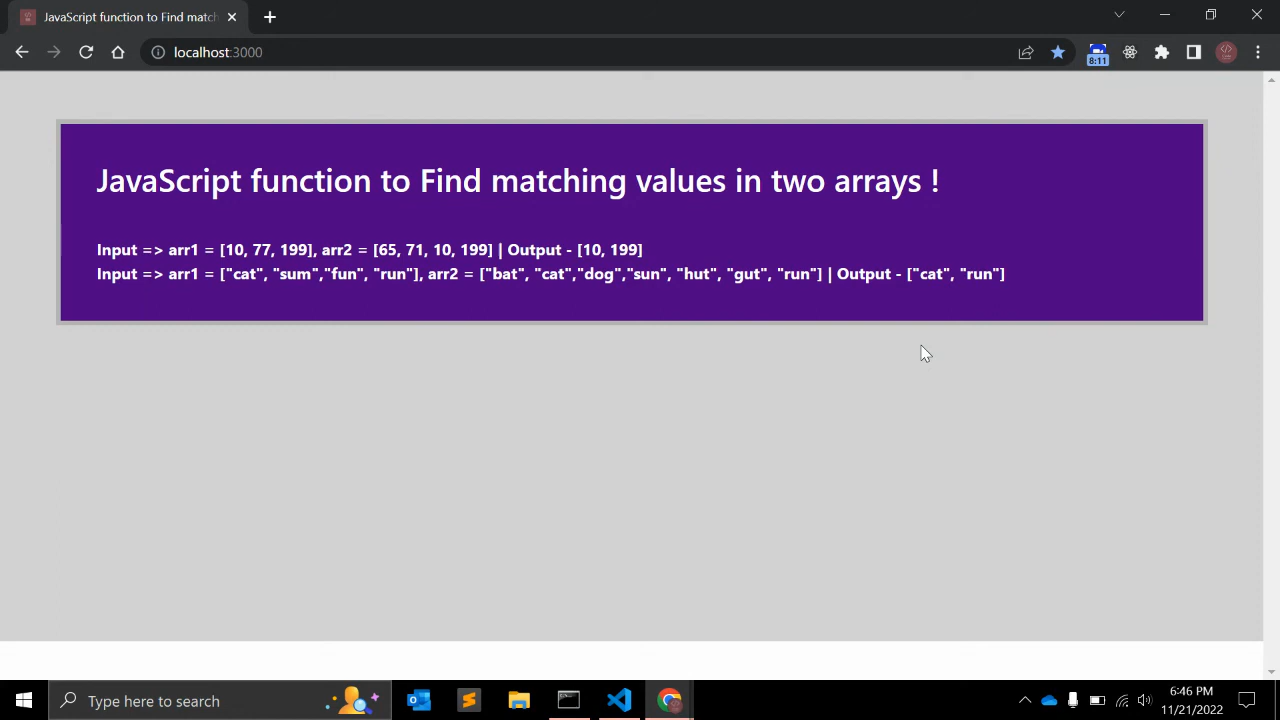 JavaScript function to Find match
localhost:3000
8:11
JavaScript function to Find matching values in two arrays !
Input => arr1 = [10, 77, 199], arr2 = [65, 71, 10, 199] | Output - [10, 199]
Input => arr1 = ["cat", "sum","fun", "run"], arr2 = ["bat", "cat","dog","sun", "hut", "gut", "run"] | Output - ["cat", "run"]
Type here to search
6:46 PM
11/21/2022